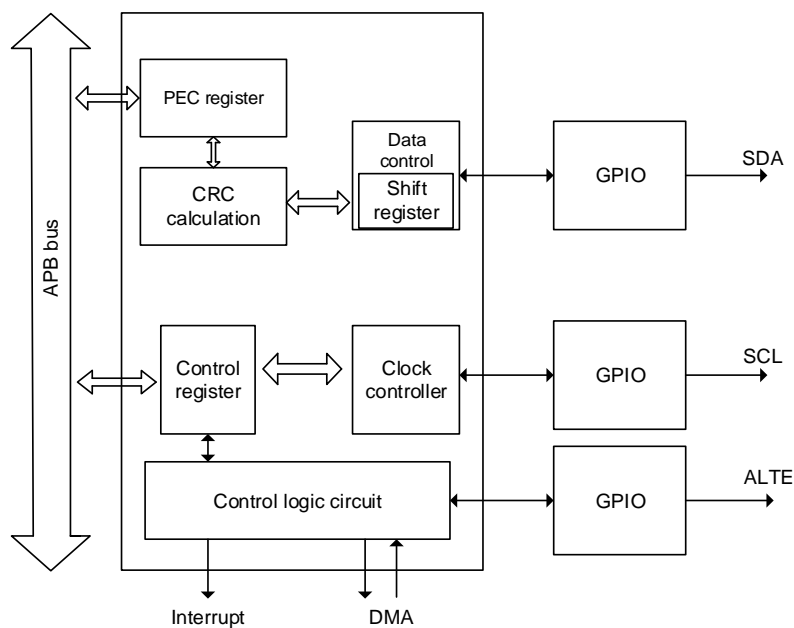 APB bus
PEC register
CRC
calculation
Data
control
Shift
register
GPIO
SDA
Control
register
Clock
controller
GPIO
SCL
Control logic circuit
GPIO
ALTE
Interrupt
DMA